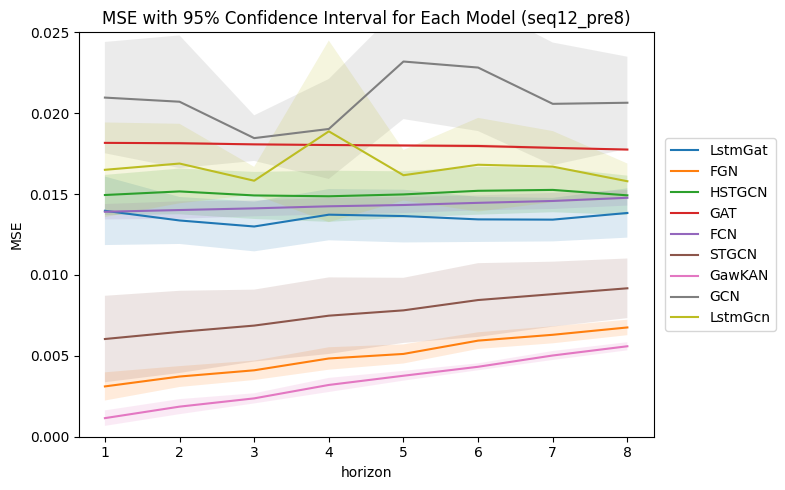 MSE with 95% Confidence Interval for Each Model (seq12_pre8)
0.025
0.020
0.015
0.010
0.005
0.000
MSE
1 2 3 4 5 6 7 8
horizon
LstmGat
FGN
HSTGCN
GAT
FCN
STGCN
GawKAN
GCN
LstmGcn